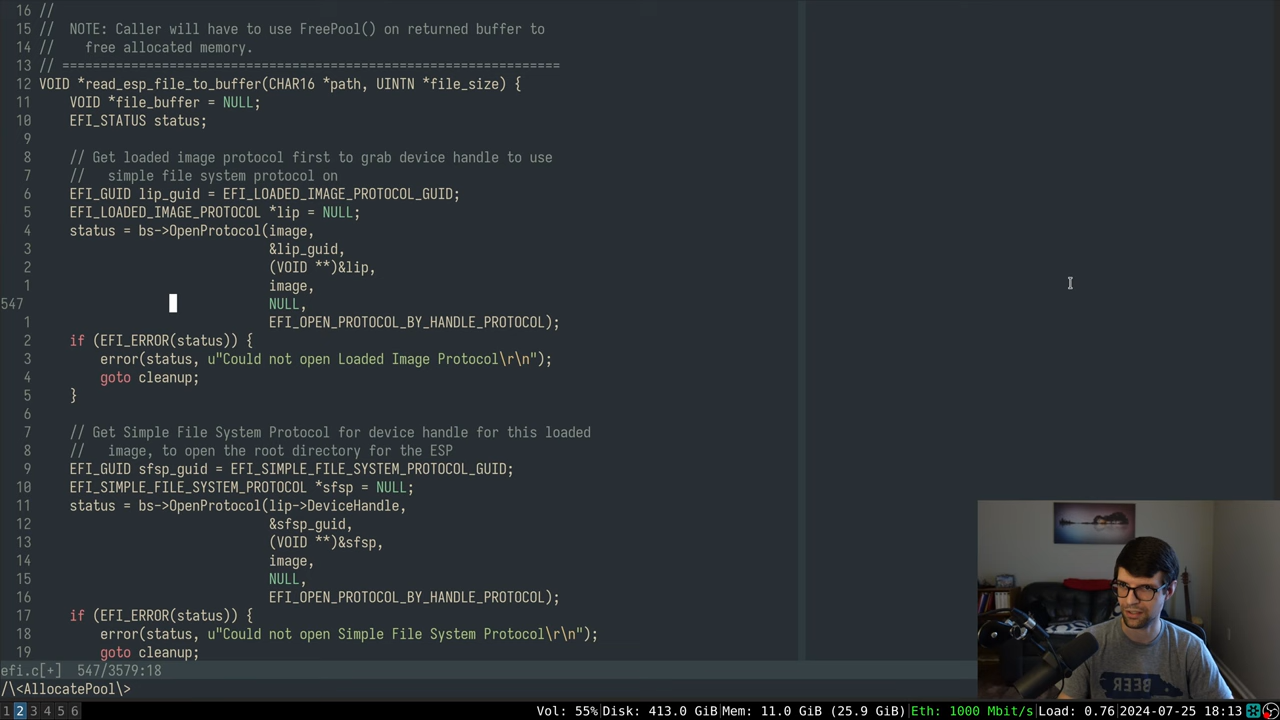 16 //
15 //  NOTE: Caller will have to use FreePool() on returned buffer to
14 //    free allocated memory.
13 // =================================================================
12 VOID *read_esp_file_to_buffer(CHAR16 *path, UINTN *file_size) {
11     VOID *file_buffer = NULL;
10     EFI_STATUS status;
9
8     // Get loaded image protocol first to grab device handle to use
7     //   simple file system protocol on
6     EFI_GUID lip_guid = EFI_LOADED_IMAGE_PROTOCOL_GUID;
5     EFI_LOADED_IMAGE_PROTOCOL *lip = NULL;
4     status = bs->OpenProtocol(image,
3                               &lip_guid,
2                               (VOID **)&lip,
1                               image,
547                               NULL,
1                               EFI_OPEN_PROTOCOL_BY_HANDLE_PROTOCOL);
2     if (EFI_ERROR(status)) {
3         error(status, u"Could not open Loaded Image Protocol\r\n");
4         goto cleanup;
5     }
6
7     // Get Simple File System Protocol for device handle for this loaded
8     //   image, to open the root directory for the ESP
9     EFI_GUID sfsp_guid = EFI_SIMPLE_FILE_SYSTEM_PROTOCOL_GUID;
10     EFI_SIMPLE_FILE_SYSTEM_PROTOCOL *sfsp = NULL;
11     status = bs->OpenProtocol(lip->DeviceHandle,
12                               &sfsp_guid,
13                               (VOID **)&sfsp,
14                               image,
15                               NULL,
16                               EFI_OPEN_PROTOCOL_BY_HANDLE_PROTOCOL);
17     if (EFI_ERROR(status)) {
18         error(status, u"Could not open Simple File System Protocol\r\n");
19         goto cleanup;
efi.c[+]  547/3579:18
/\<AllocatePool\>
1 2 3 4 5 6 Vol: 55% Disk: 413.0 GiB Mem: 11.0 GiB (25.9 GiB) Eth: 1000 Mbit/s Load: 0.76 2024-07-25 18:13
BEER